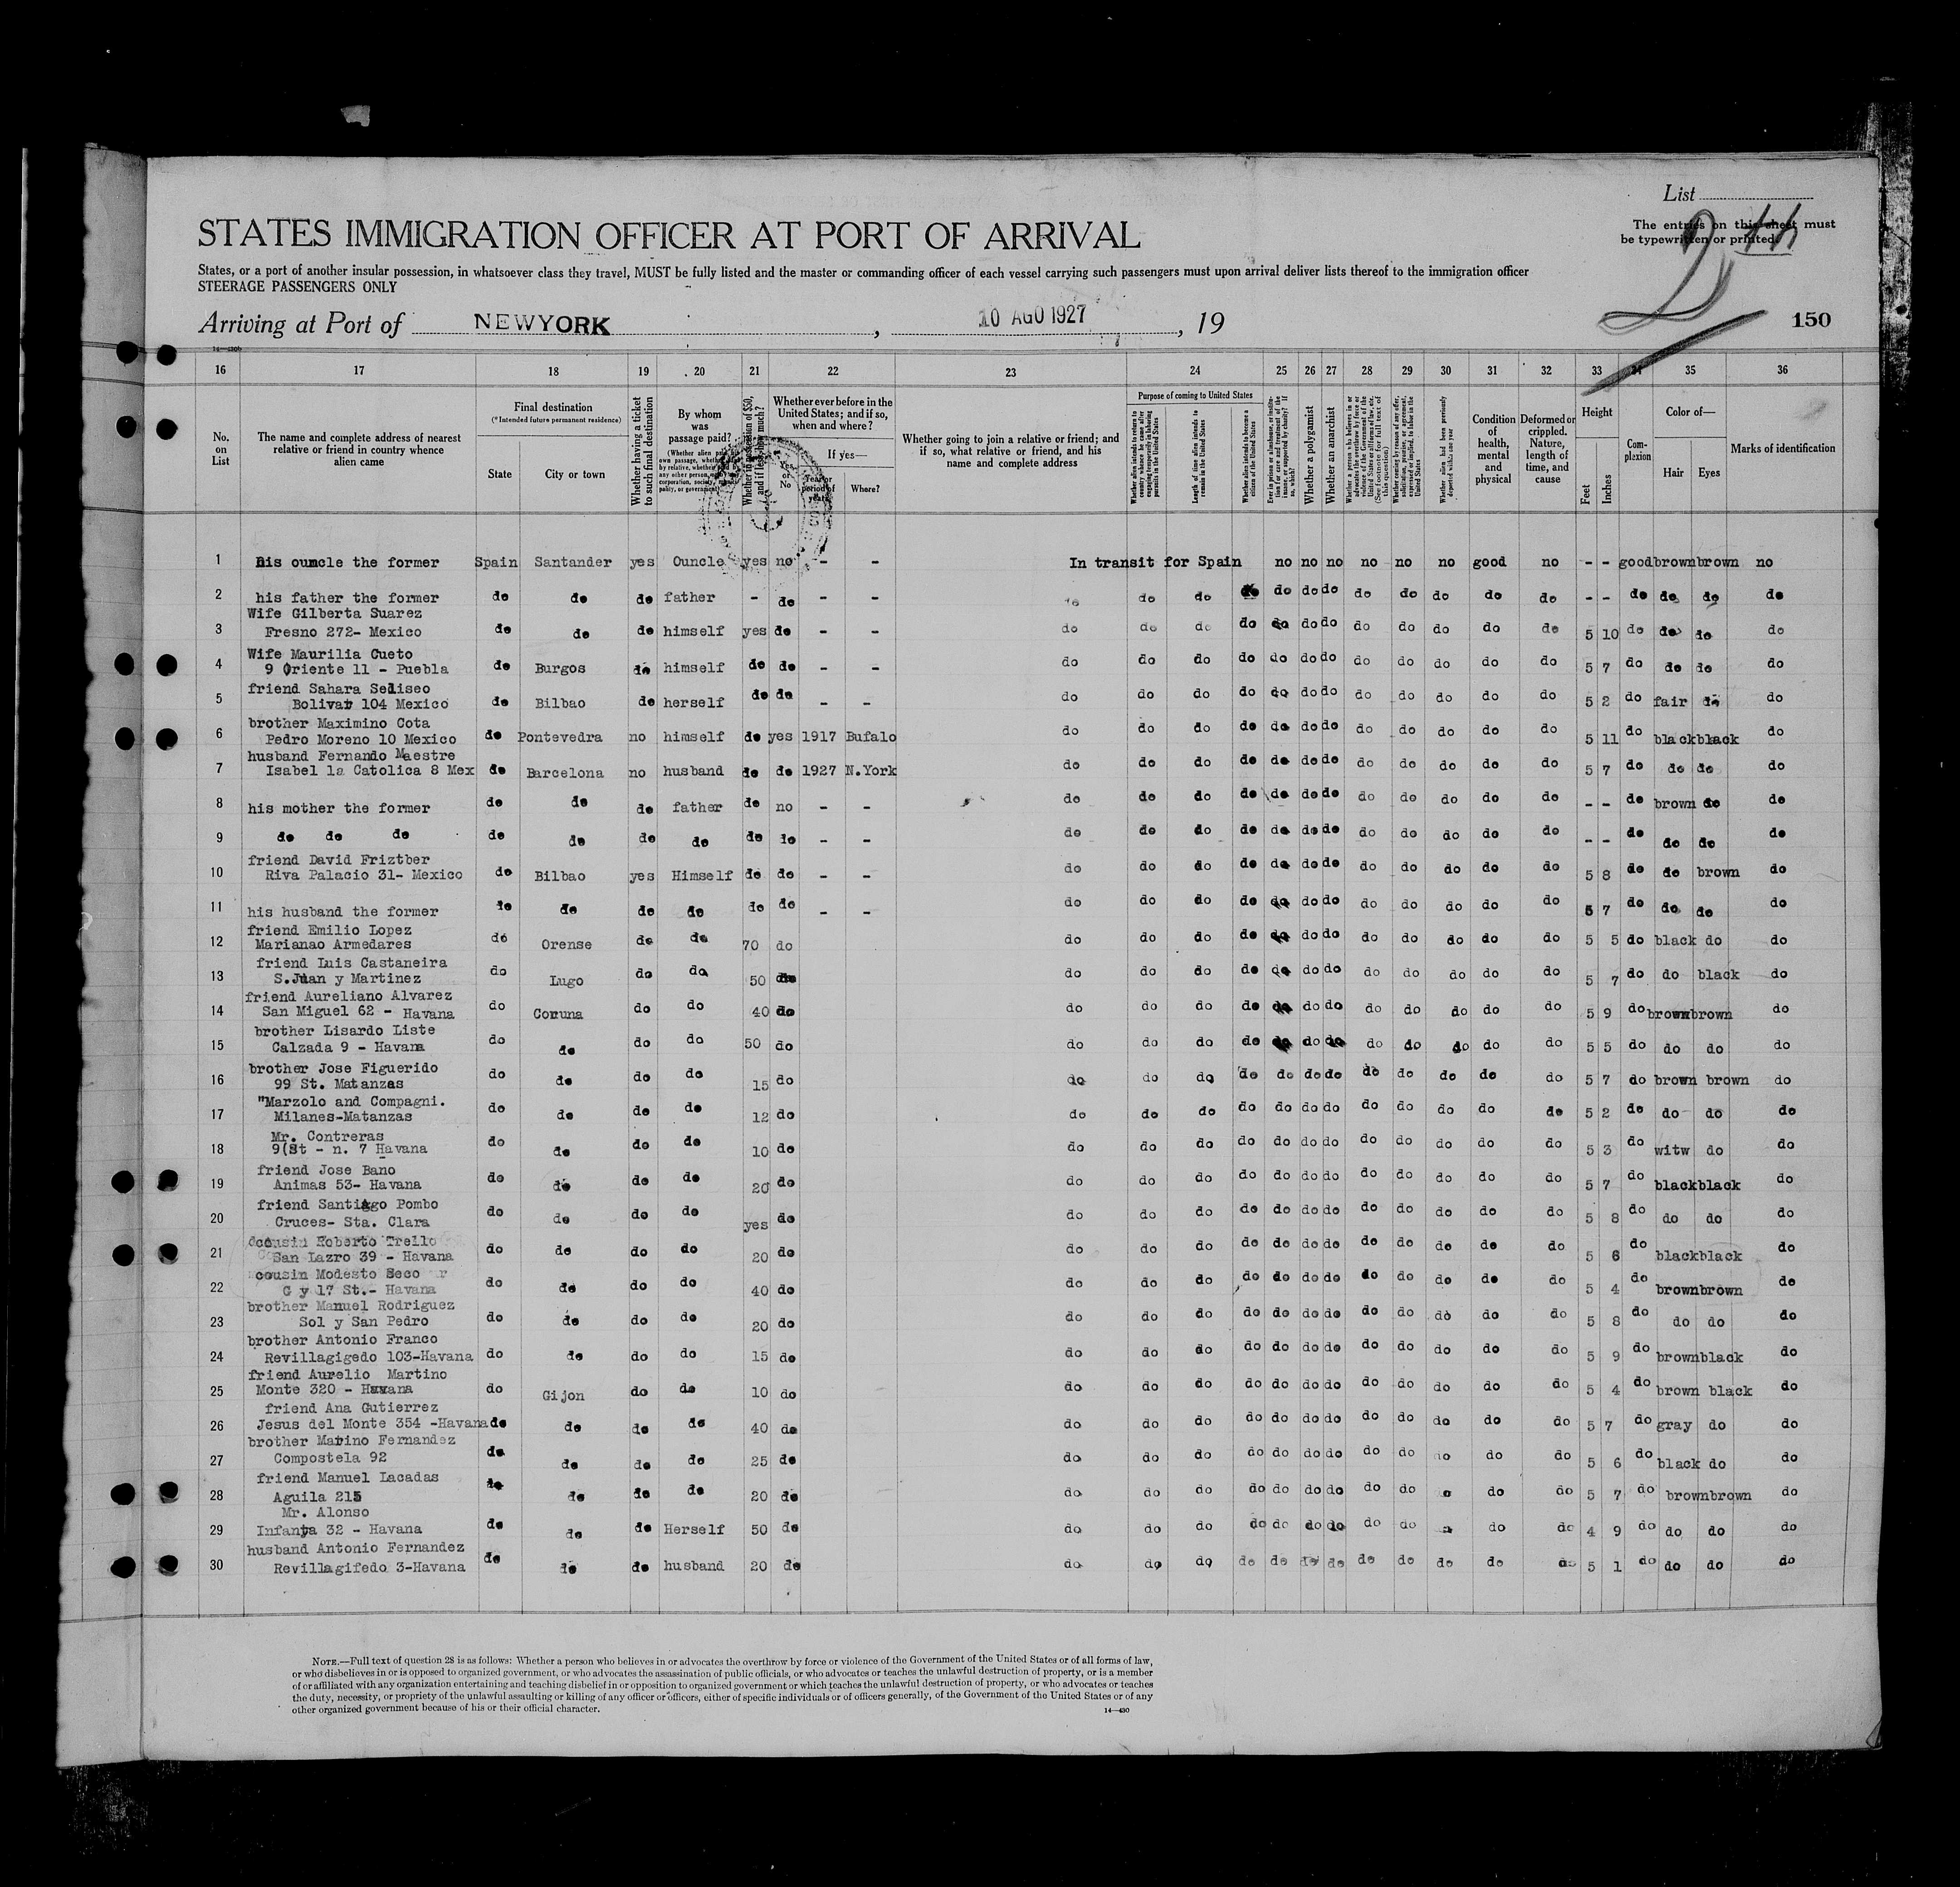 List
STATES IMMIGRATION OFFICER AT PORT OF ARRIVAL
The entries on this sheet must
be typewritten or printed.
States, or a port of another insular possession, in whatsoever class they travel, MUST be fully listed and the master or commanding officer of each vessel carrying such passengers must upon arrival deliver lists thereof to the immigration officer
STEERAGE PASSENGERS ONLY
Arriving at Port of NEWYORK , 10 AGO 1927 , 19
150
16 17 18 19 20 21 22 23 24 25 26 27 28 29 30 31 32 33 34 35 36
No. on List
The name and complete address of nearest relative or friend in country whence alien came
Final destination
(*Intended future permanent residence)
State
City or town
Whether having a ticket to such final destination
By whom was passage paid?
Whether ever before in the United States; and if so, when and where?
If yes—
Where?
Whether going to join a relative or friend; and if so, what relative or friend, and his name and complete address
Purpose of coming to United States
Whether a polygamist
Whether an anarchist
Condition of health, mental and physical
Deformed or crippled. Nature, length of time, and cause
Height
Feet
Inches
Complexion
Color of—
Hair
Eyes
Marks of identification
1 his ouncle the former Spain Santander yes Ouncle yes no - - In transit for Spain no no no no no no good no - - good brown brown no
2 his father the former do do do father - do - - do do do do do do do do do do do do - - do do do do
Wife Gilberta Suarez
3 Fresno 272- Mexico do do do himself yes do - - do do do do do do do do do do do do 5 10 do do do do
Wife Maurilia Cueto
4 9 Oriente 11 - Puebla do Burgos do himself do do - - do do do do do do do do do do do do 5 7 do do do do
friend Sahara Seliseo
5 Bolivar 104 Mexico do Bilbao do herself do do - - do do do do do do do do do do do do 5 2 do fair do do
brother Maximino Cota
6 Pedro Moreno 10 Mexico do Pontevedra no himself do yes 1917 Bufalo do do do do do do do do do do do do 5 11 do black black do
husband Fernando Maestre
7 Isabel la Catolica 8 Mex do Barcelona no husband do do 1927 N.York do do do do do do do do do do do do 5 7 do do do do
8 his mother the former do do do father do no - - do do do do do do do do do do do do - - do brown do do
9 do do do do do do do do do - - do do do do do do do do do do do do - - do do do do
friend David Friztber
10 Riva Palacio 31- Mexico do Bilbao yes Himself do do - - do do do do do do do do do do do do 5 8 do do brown do
11 his husband the former do do do do do do - - do do do do do do do do do do do do 5 7 do do do do
friend Emilio Lopez
12 Marianao Armedares do Orense do do 70 do do do do do do do do do do do do do 5 5 do black do do
friend Luis Castaneira
13 S.Juan y Martinez do Lugo do do 50 do do do do do do do do do do do do do 5 7 do do black do
friend Aureliano Alvarez
14 San Miguel 62 - Havana do Coruna do do 40 do do do do do do do do do do do do do 5 9 do brown brown do
brother Lisardo Liste
15 Calzada 9 - Havana do do do do 50 do do do do do do do do do do do do do 5 5 do do do do
brother Jose Figuerido
16 99 St. Matanzas do do do do 15 do do do do do do do do do do do do do 5 7 do brown brown do
"Marzolo and Compagni.
17 Milanes-Matanzas do do do do 12 do do do do do do do do do do do do do 5 2 do do do do
Mr. Contreras
18 9(St - n. 7 Havana do do do do 10 do do do do do do do do do do do do do 5 3 do witw do do
friend Jose Bano
19 Animas 53- Havana do do do do 20 do do do do do do do do do do do do do 5 7 do black black do
friend Santiago Pombo
20 Cruces- Sta. Clara do do do do yes do do do do do do do do do do do do do 5 8 do do do do
cousin Roberto Trello
21 San Lazro 39 - Havana do do do do 20 do do do do do do do do do do do do do 5 6 do black black do
cousin Modesto Seco
22 G y 17 St.- Havana do do do do 40 do do do do do do do do do do do do do 5 4 do brown brown do
brother Manuel Rodriguez
23 Sol y San Pedro do do do do 20 do do do do do do do do do do do do do 5 8 do do do do
brother Antonio Franco
24 Revillagigedo 103-Havana do do do do 15 do do do do do do do do do do do do do 5 9 do brown black do
friend Aurelio Martino
25 Monte 320 - Havana do Gijon do do 10 do do do do do do do do do do do do do 5 4 do brown black do
friend Ana Gutierrez
26 Jesus del Monte 354 -Havana do do do do 40 do do do do do do do do do do do do do 5 7 do gray do do
brother Marino Fernandez
27 Compostela 92 do do do do 25 do do do do do do do do do do do do do 5 6 do black do do
friend Manuel Lacadas
28 Aguila 215 do do do do 20 do do do do do do do do do do do do do 5 7 do brown brown do
Mr. Alonso
29 Infanta 32 - Havana do do do Herself 50 do do do do do do do do do do do do do 4 9 do do do do
husband Antonio Fernandez
30 Revillagifedo 3-Havana do do do husband 20 do do do do do do do do do do do do do 5 1 do do do do
NOTE.—Full text of question 28 is as follows: Whether a person who believes in or advocates the overthrow by force or violence of the Government of the United States or of all forms of law,
or who disbelieves in or is opposed to organized government, or who advocates the assassination of public officials, or who advocates or teaches the unlawful destruction of property, or is a member
of or affiliated with any organization entertaining and teaching disbelief in or opposition to organized government or which teaches the unlawful destruction of property, or who advocates or teaches
the duty, necessity, or propriety of the unlawful assaulting or killing of any officer or officers, either of specific individuals or of officers generally, of the Government of the United States or of any
other organized government because of his or their official character.
14—430